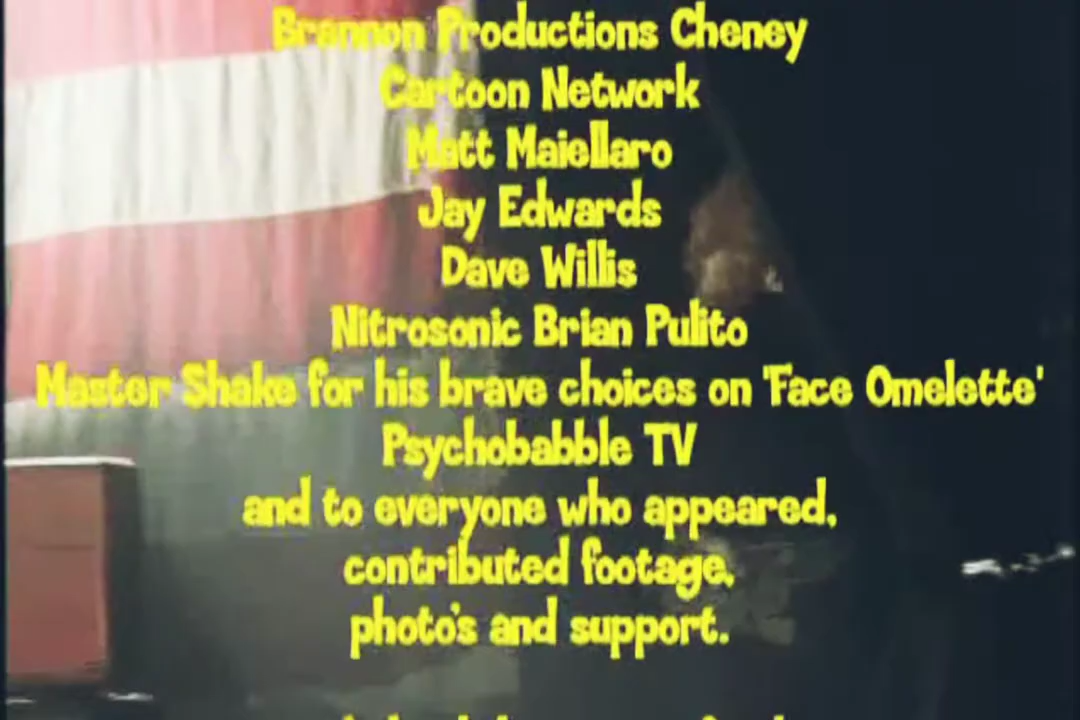 Brannon Productions Cheney
Cartoon Network
Matt Maiellaro
Jay Edwards
Dave Willis
Nitrosonic Brian Pulito
Master Shake for his brave choices on 'Face Omelette'
Psychobabble TV
and to everyone who appeared,
contributed footage,
photo's and support.